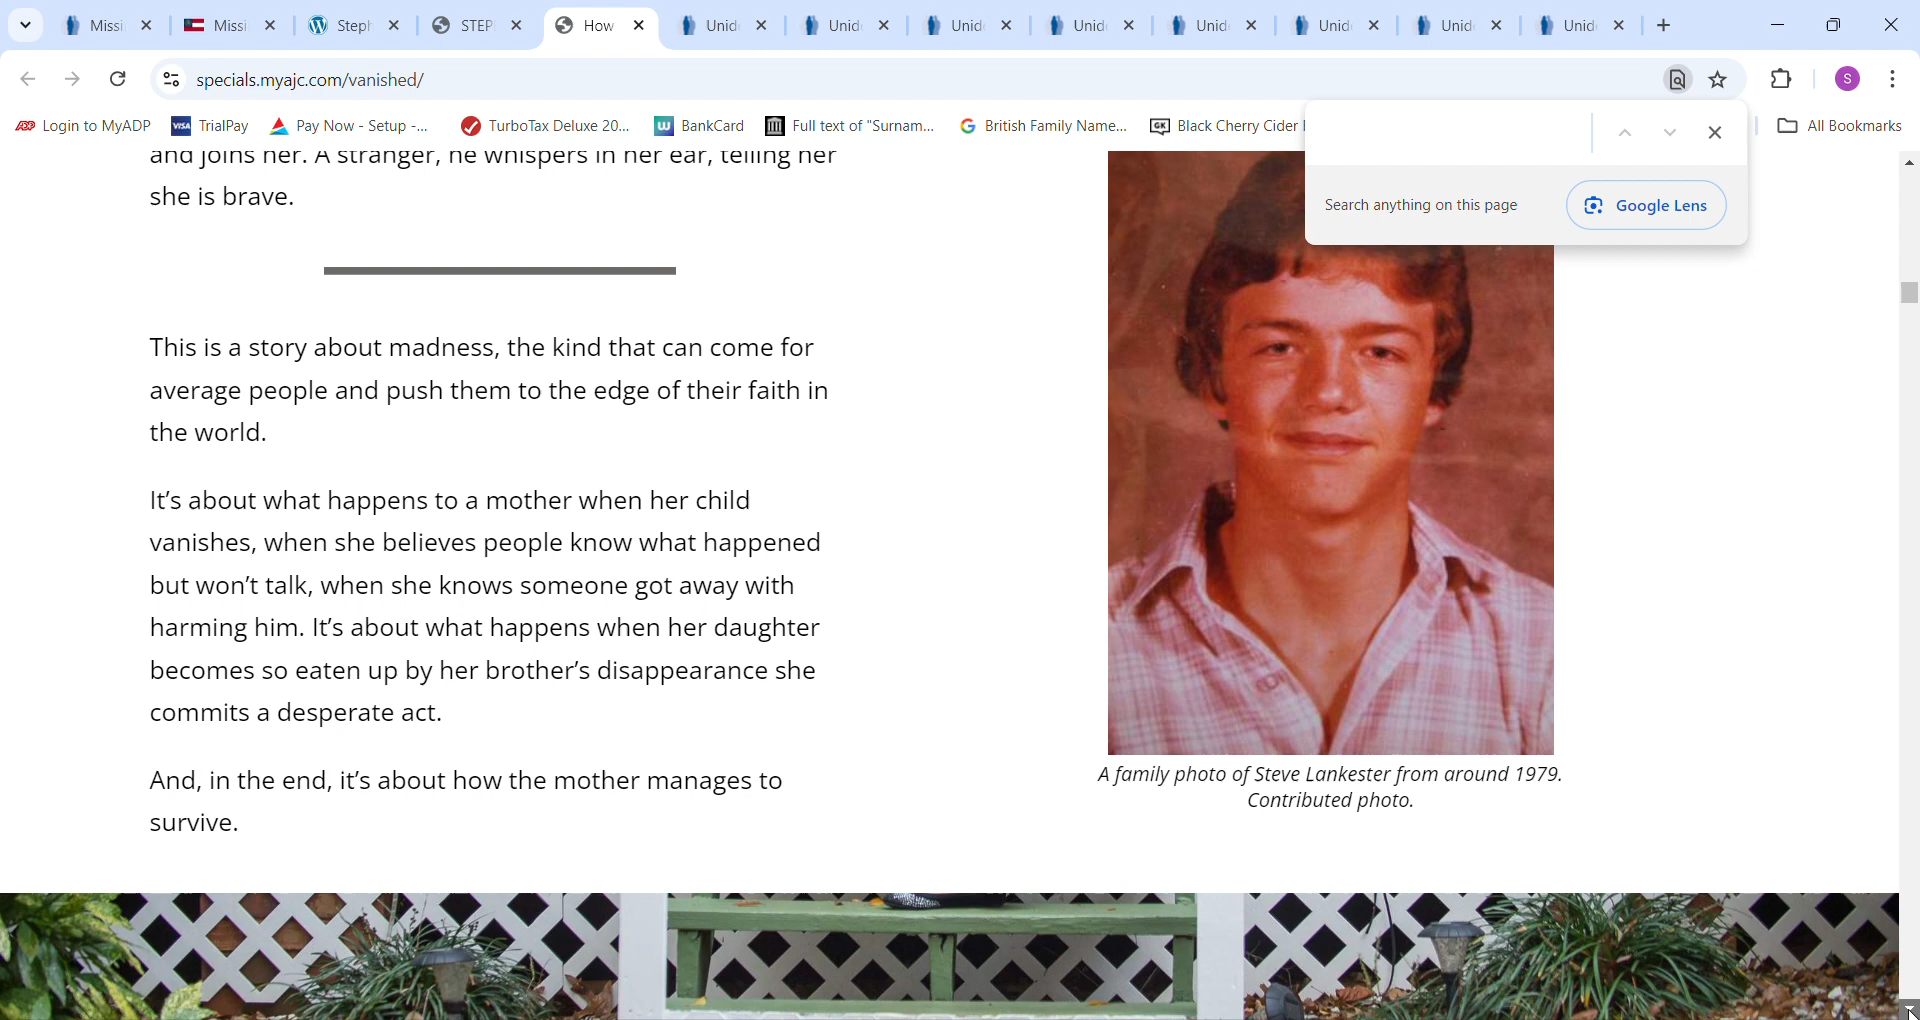 Missi
Missi
Steph
STEP
How
Unid
Unid
Unid
Unid
Unid
Unid
Unid
Unid
specials.myajc.com/vanished/
S
Login to MyADP
VISA
TrialPay
Pay Now - Setup -...
TurboTax Deluxe 20...
BankCard
Full text of "Surnam...
British Family Name...
GK
Black Cherry Cider
All Bookmarks
Search anything on this page
Google Lens
and joins her. A stranger, he whispers in her ear, telling her
she is brave.
This is a story about madness, the kind that can come for
average people and push them to the edge of their faith in
the world.
It’s about what happens to a mother when her child
vanishes, when she believes people know what happened
but won’t talk, when she knows someone got away with
harming him. It’s about what happens when her daughter
becomes so eaten up by her brother’s disappearance she
commits a desperate act.
And, in the end, it’s about how the mother manages to
survive.
A family photo of Steve Lankester from around 1979.
Contributed photo.